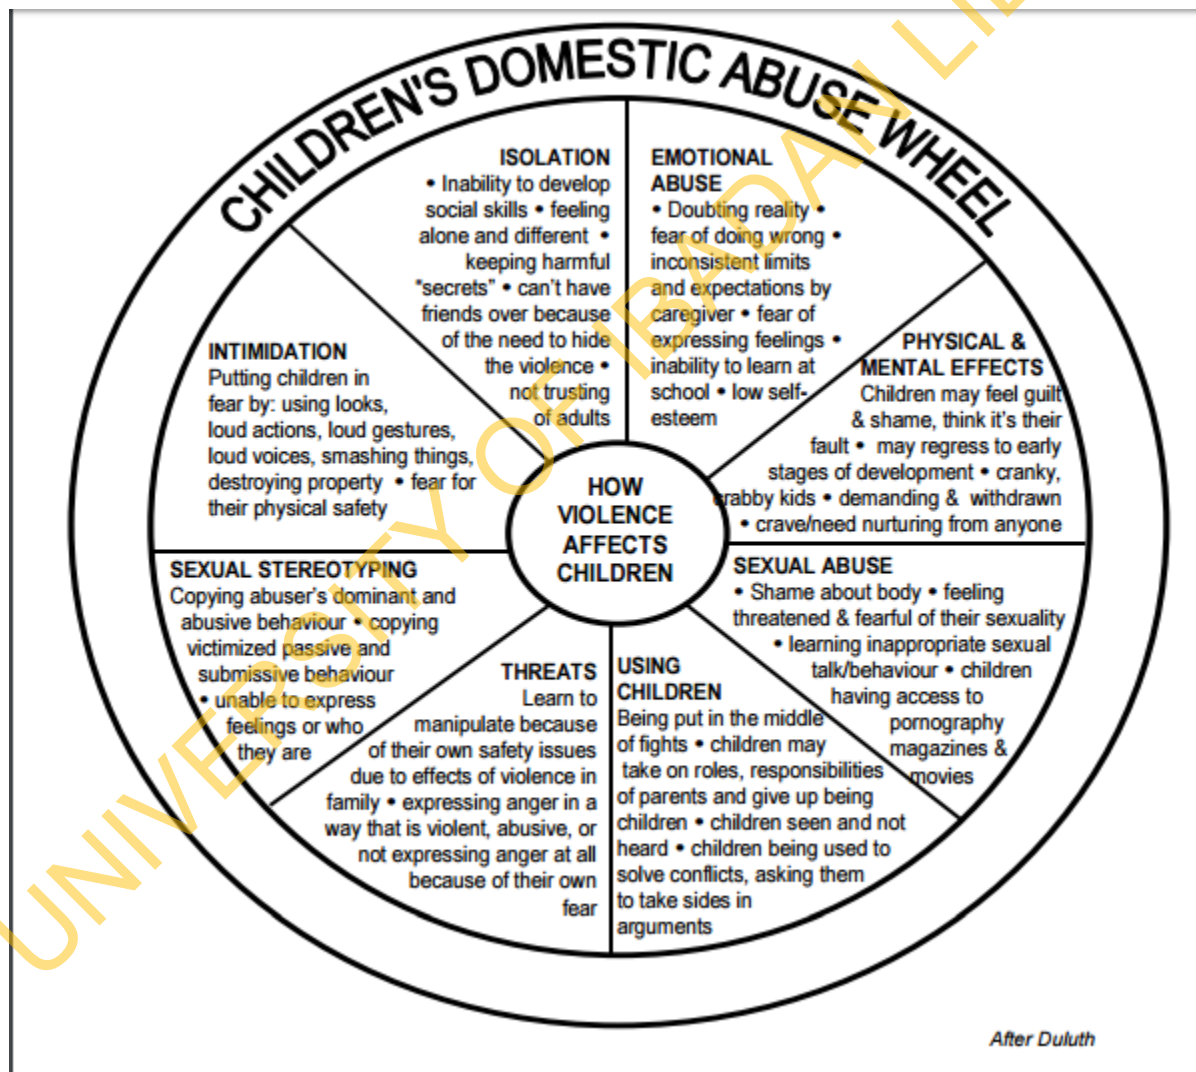 CHILDREN'S DOMESTIC ABUSE WHEEL
ISOLATION
• Inability to develop
social skills • feeling
alone and different •
keeping harmful
"secrets” • can’t have
friends over because
of the need to hide
the violence •
not trusting
of adults
EMOTIONAL
ABUSE
• Doubting reality •
fear of doing wrong •
inconsistent limits
and expectations by
caregiver • fear of
expressing feelings •
inability to learn at
school • low self-
esteem
PHYSICAL &
MENTAL EFFECTS
Children may feel guilt
& shame, think it’s their
fault • may regress to early
stages of development • cranky,
crabby kids • demanding & withdrawn
• crave/need nurturing from anyone
SEXUAL ABUSE
• Shame about body • feeling
threatened & fearful of their sexuality
• learning inappropriate sexual
talk/behaviour • children
having access to
pornography
magazines &
movies
USING
CHILDREN
Being put in the middle
of fights • children may
take on roles, responsibilities
of parents and give up being
children • children seen and not
heard • children being used to
solve conflicts, asking them
to take sides in
arguments
THREATS
Learn to
manipulate because
of their own safety issues
due to effects of violence in
family • expressing anger in a
way that is violent, abusive, or
not expressing anger at all
because of their own
fear
SEXUAL STEREOTYPING
Copying abuser’s dominant and
abusive behaviour • copying
victimized passive and
submissive behaviour
• unable to express
feelings or who
they are
INTIMIDATION
Putting children in
fear by: using looks,
loud actions, loud gestures,
loud voices, smashing things,
destroying property • fear for
their physical safety
HOW
VIOLENCE
AFFECTS
CHILDREN
After Duluth
UNIVERSITY OF IBADAN LI